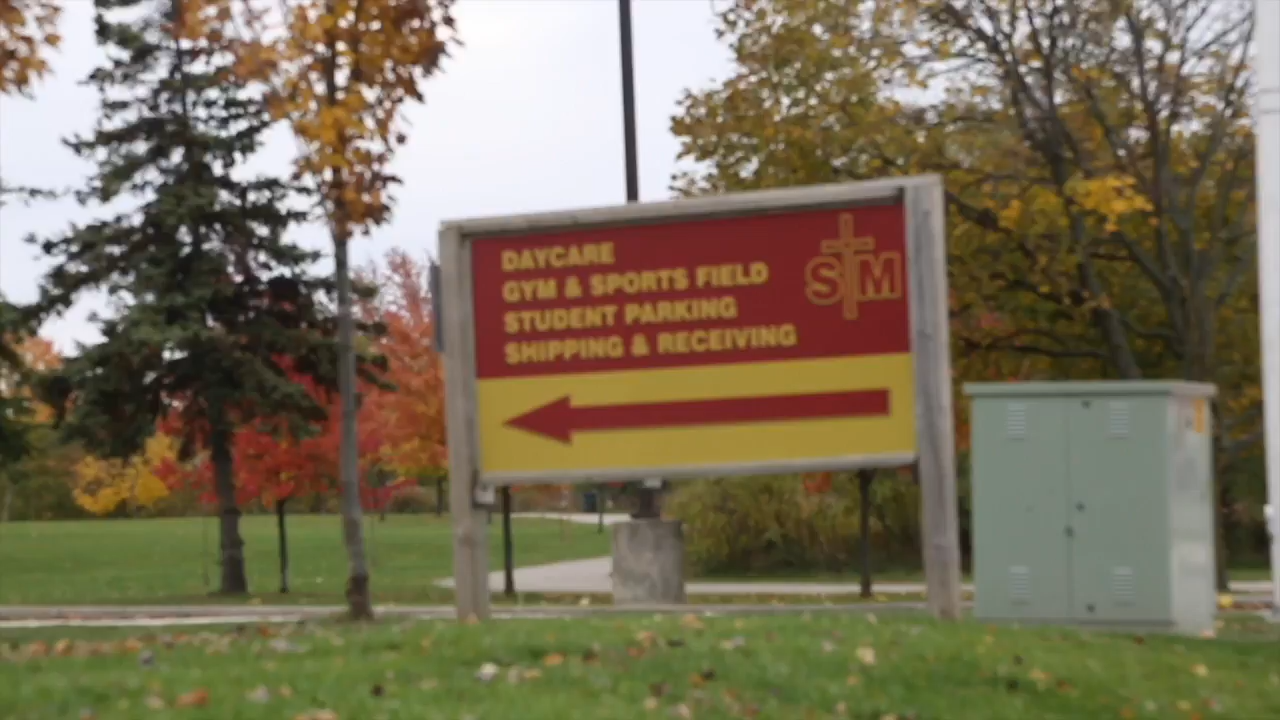 DAYCARE
GYM & SPORTS FIELD
STUDENT PARKING
SHIPPING & RECEIVING
STM